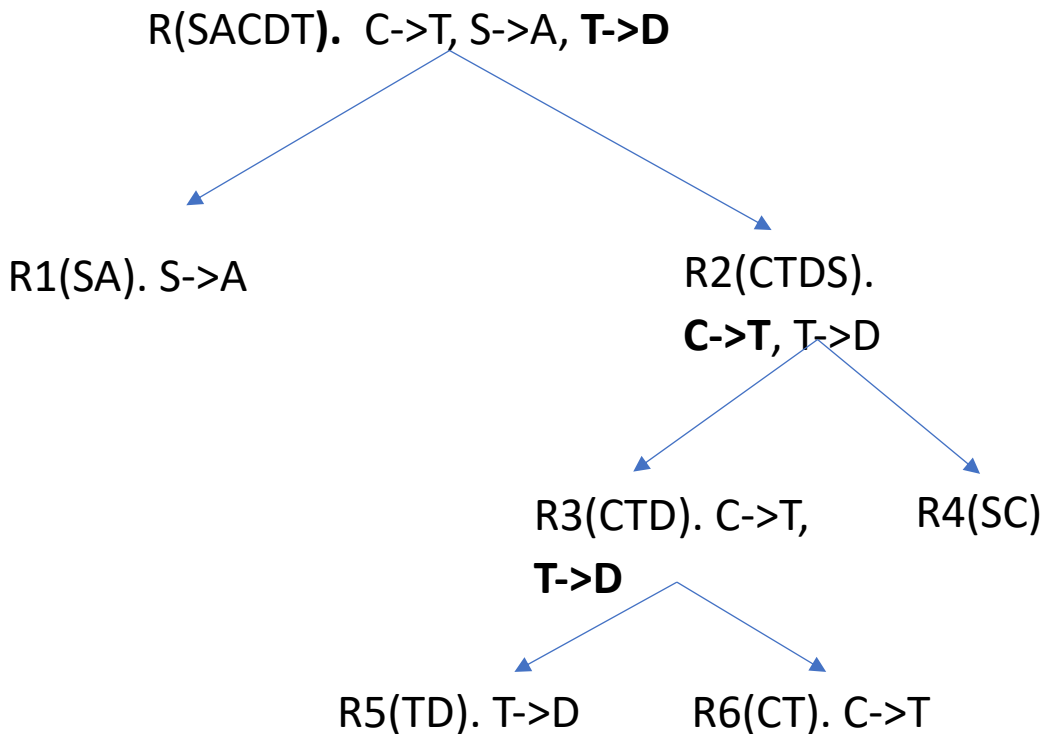 R(SACDT). C->T, S->A, T->D
R1(SA). S->A
R2(CTDS).
C->T, T->D
R3(CTD). C->T,
T->D
R4(SC)
R5(TD). T->D
R6(CT). C->T